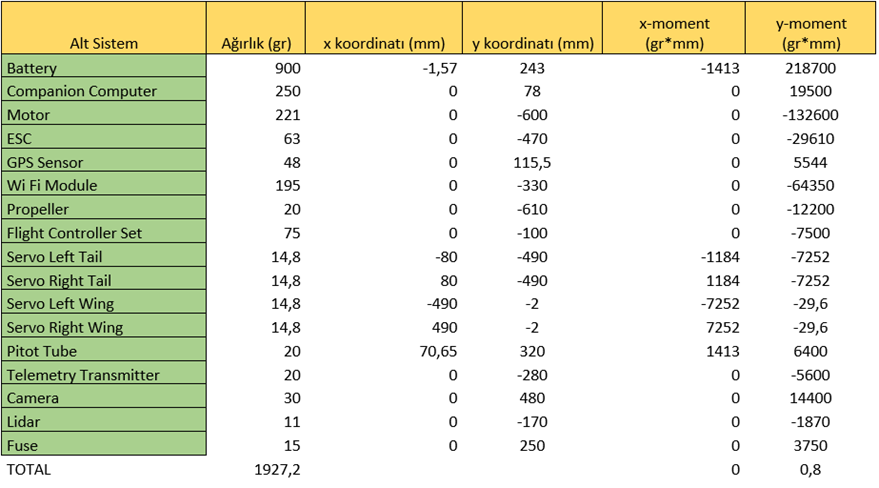 Alt Sistem Ağırlık (gr) x koordinatı (mm) y koordinatı (mm) x-moment (gr*mm) y-moment (gr*mm)
Battery 900 -1,57 243 -1413 218700
Companion Computer 250 0 78 0 19500
Motor 221 0 -600 0 -132600
ESC 63 0 -470 0 -29610
GPS Sensor 48 0 115,5 0 5544
Wi Fi Module 195 0 -330 0 -64350
Propeller 20 0 -610 0 -12200
Flight Controller Set 75 0 -100 0 -7500
Servo Left Tail 14,8 -80 -490 -1184 -7252
Servo Right Tail 14,8 80 -490 1184 -7252
Servo Left Wing 14,8 -490 -2 -7252 -29,6
Servo Right Wing 14,8 490 -2 7252 -29,6
Pitot Tube 20 70,65 320 1413 6400
Telemetry Transmitter 20 0 -280 0 -5600
Camera 30 0 480 0 14400
Lidar 11 0 -170 0 -1870
Fuse 15 0 250 0 3750
TOTAL 1927,2 0 0,8